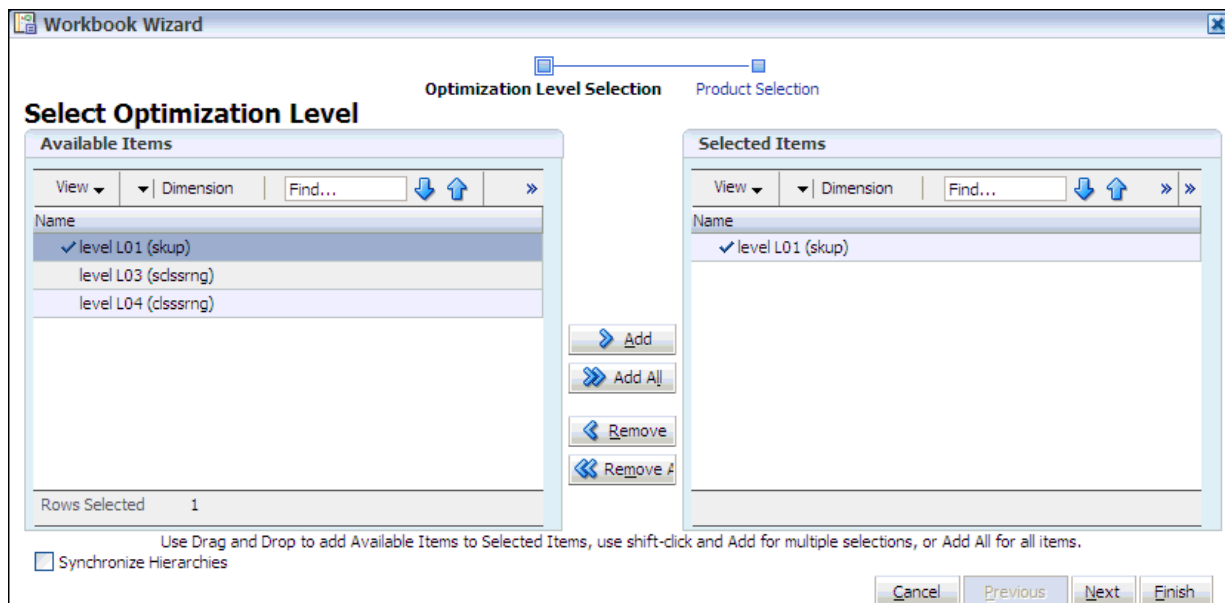 Workbook Wizard
Optimization Level Selection Product Selection
Select Optimization Level
Available Items
View Dimension Find... »
Name
level L01 (skup)
level L03 (sclssrng)
level L04 (clsssrng)
Rows Selected 1
Add
Add All
Remove
Remove A
Selected Items
View Dimension Find... » »
Name
level L01 (skup)
Use Drag and Drop to add Available Items to Selected Items, use shift-click and Add for multiple selections, or Add All for all items.
Synchronize Hierarchies
Cancel Previous Next Finish